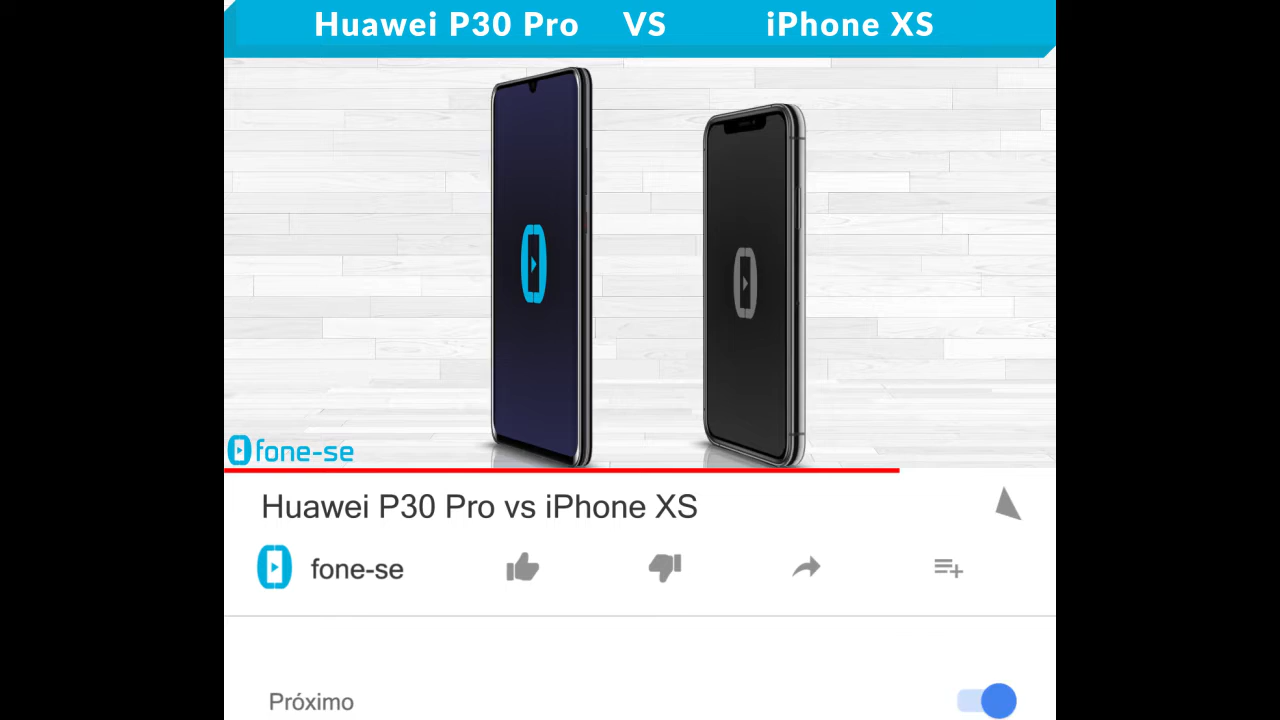 Huawei P30 Pro VS iPhone XS
fone-se
Huawei P30 Pro vs iPhone XS
fone-se
Próximo